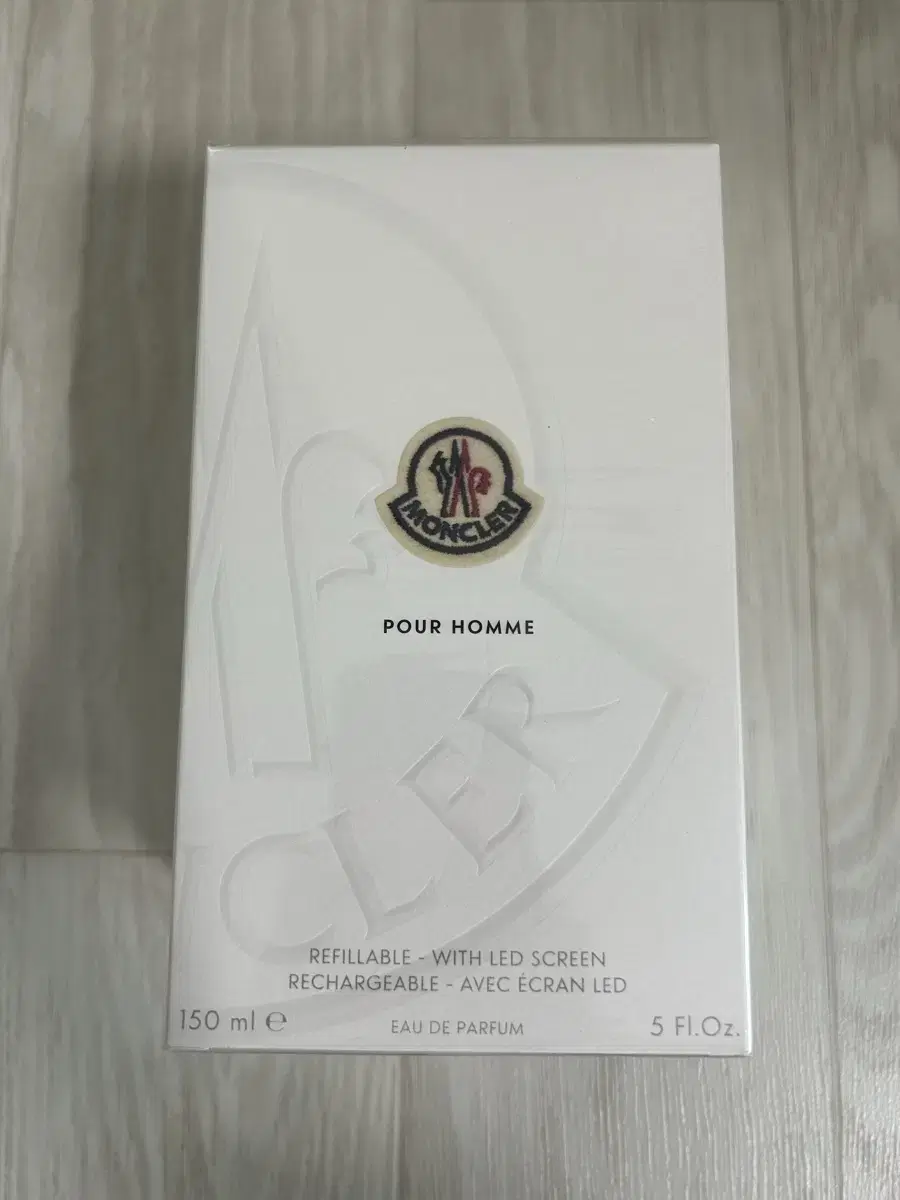 MONCLER
POUR HOMME
CLER
REFILLABLE - WITH LED SCREEN
RECHARGEABLE - AVEC ÉCRAN LED
150 ml ℮
EAU DE PARFUM
5 Fl.Oz.